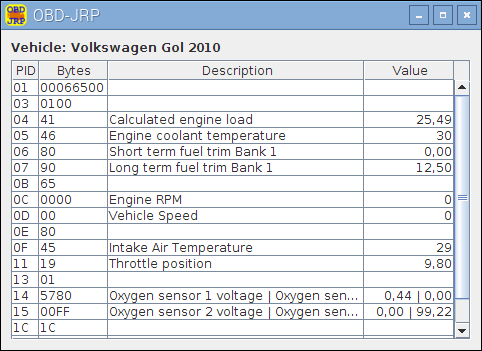 OBD JRP OBD-JRP
Vehicle: Volkswagen Gol 2010
PID Bytes Description Value
01 00066500
03 0100
04 41 Calculated engine load 25,49
05 46 Engine coolant temperature 30
06 80 Short term fuel trim Bank 1 0,00
07 90 Long term fuel trim Bank 1 12,50
0B 65
0C 0000 Engine RPM 0
0D 00 Vehicle Speed 0
0E 80
0F 45 Intake Air Temperature 29
11 19 Throttle position 9,80
13 01
14 5780 Oxygen sensor 1 voltage | Oxygen sen... 0,44 | 0,00
15 00FF Oxygen sensor 2 voltage | Oxygen sen... 0,00 | 99,22
1C 1C